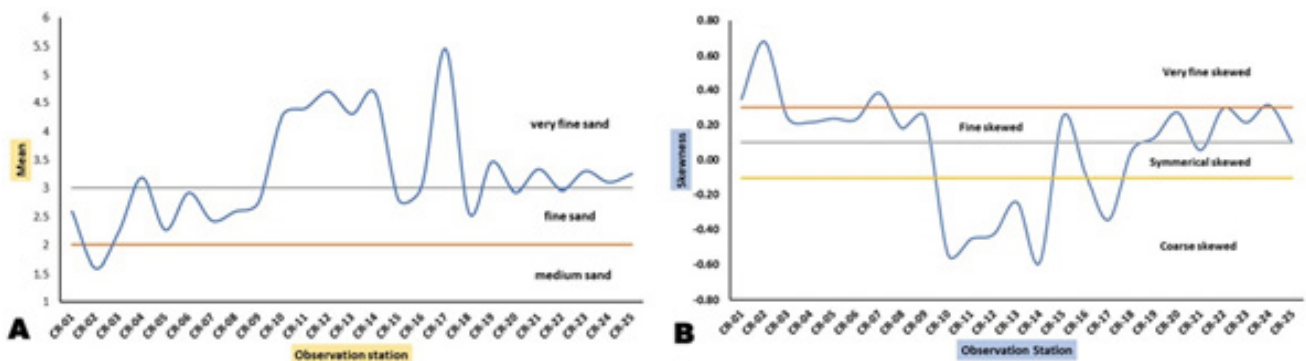 6
5.5
5
4.5
4
3.5
3
2.5
2
1.5
1
Mean
very fine sand
fine sand
medium sand
CR-01
CR-02
CR-03
CR-04
CR-05
CR-06
CR-07
CR-08
CR-09
CR-10
CR-11
CR-12
CR-13
CR-14
CR-15
CR-16
CR-17
CR-18
CR-19
CR-20
CR-21
CR-22
CR-23
CR-24
CR-25
Observation station
A
0.80
0.60
0.40
0.20
0.00
-0.20
-0.40
-0.60
-0.80
Skewness
Very fine skewed
Fine skewed
Symmerical skewed
Coarse skewed
CR-01
CR-02
CR-03
CR-04
CR-05
CR-06
CR-07
CR-08
CR-09
CR-10
CR-11
CR-12
CR-13
CR-14
CR-15
CR-16
CR-17
CR-18
CR-19
CR-20
CR-21
CR-22
CR-23
CR-24
CR-25
Observation Station
B